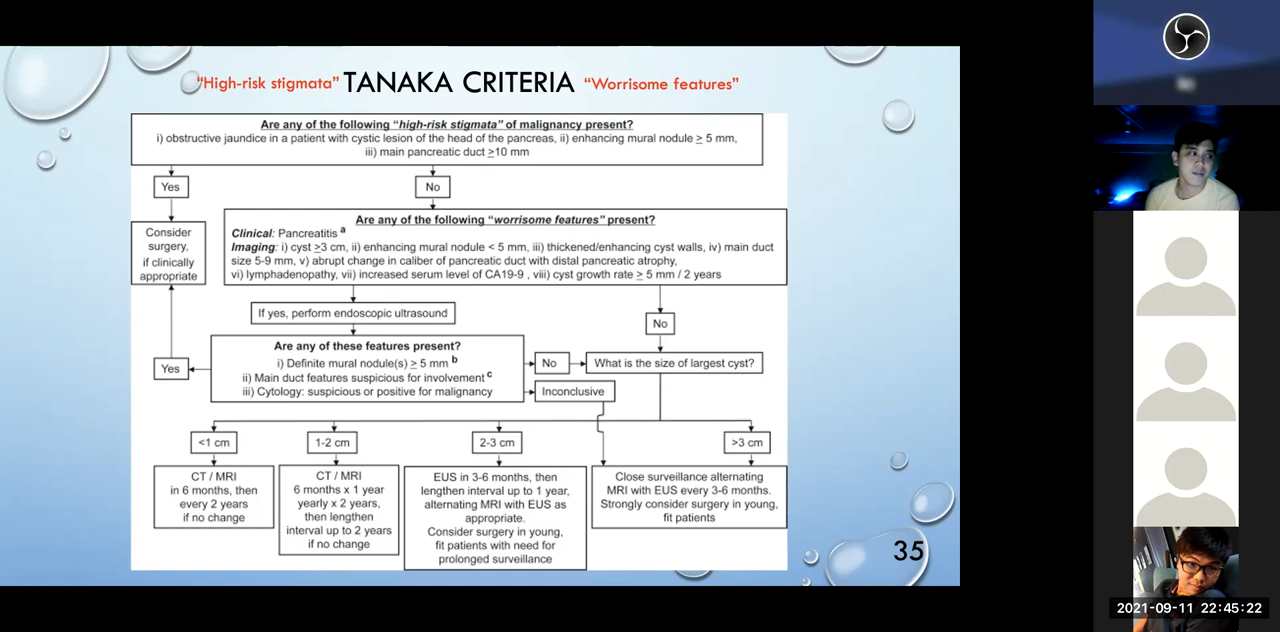 "High-risk stigmata" TANAKA CRITERIA "Worrisome features"
Are any of the following "high-risk stigmata" of malignancy present?
i) obstructive jaundice in a patient with cystic lesion of the head of the pancreas, ii) enhancing mural nodule ≥ 5 mm,
iii) main pancreatic duct ≥10 mm
Yes
No
Consider
surgery,
if clinically
appropriate
Are any of the following "worrisome features" present?
Clinical: Pancreatitis a
Imaging: i) cyst ≥3 cm, ii) enhancing mural nodule < 5 mm, iii) thickened/enhancing cyst walls, iv) main duct
size 5-9 mm, v) abrupt change in caliber of pancreatic duct with distal pancreatic atrophy,
vi) lymphadenopathy, vii) increased serum level of CA19-9 , viii) cyst growth rate ≥ 5 mm / 2 years
If yes, perform endoscopic ultrasound
No
Are any of these features present?
i) Definite mural nodule(s) ≥ 5 mm b
ii) Main duct features suspicious for involvement c
iii) Cytology: suspicious or positive for malignancy
Yes
No
What is the size of largest cyst?
Inconclusive
<1 cm
1-2 cm
2-3 cm
>3 cm
CT / MRI
in 6 months, then
every 2 years
if no change
CT / MRI
6 months x 1 year
yearly x 2 years,
then lengthen
interval up to 2 years
if no change
EUS in 3-6 months, then
lengthen interval up to 1 year,
alternating MRI with EUS as
appropriate.
Consider surgery in young,
fit patients with need for
prolonged surveillance
Close surveillance alternating
MRI with EUS every 3-6 months.
Strongly consider surgery in young,
fit patients
35
2021-09-11 22:45:22